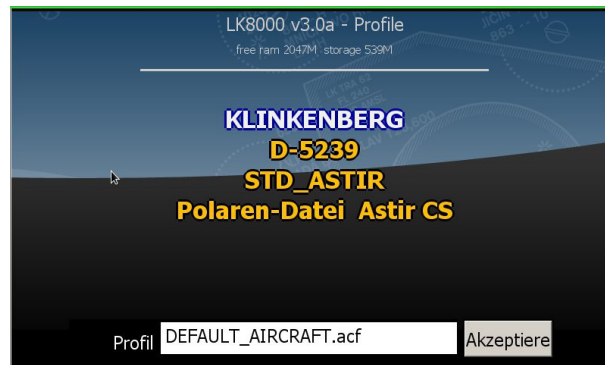 LK8000 v3.0a - Profile
free ram 2047M storage 539M
KLINKENBERG
D-5239
STD_ASTIR
Polaren-Datei Astir CS
Profil DEFAULT_AIRCRAFT.acf Akzeptiere